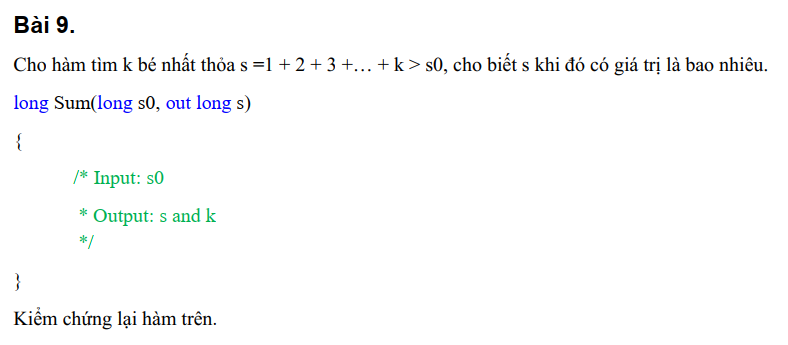 Bài 9.
Cho hàm tìm k bé nhất thỏa s =1 + 2 + 3 +… + k > s0, cho biết s khi đó có giá trị là bao nhiêu.
long Sum(long s0, out long s)
{
/* Input: s0
* Output: s and k
*/
}
Kiểm chứng lại hàm trên.